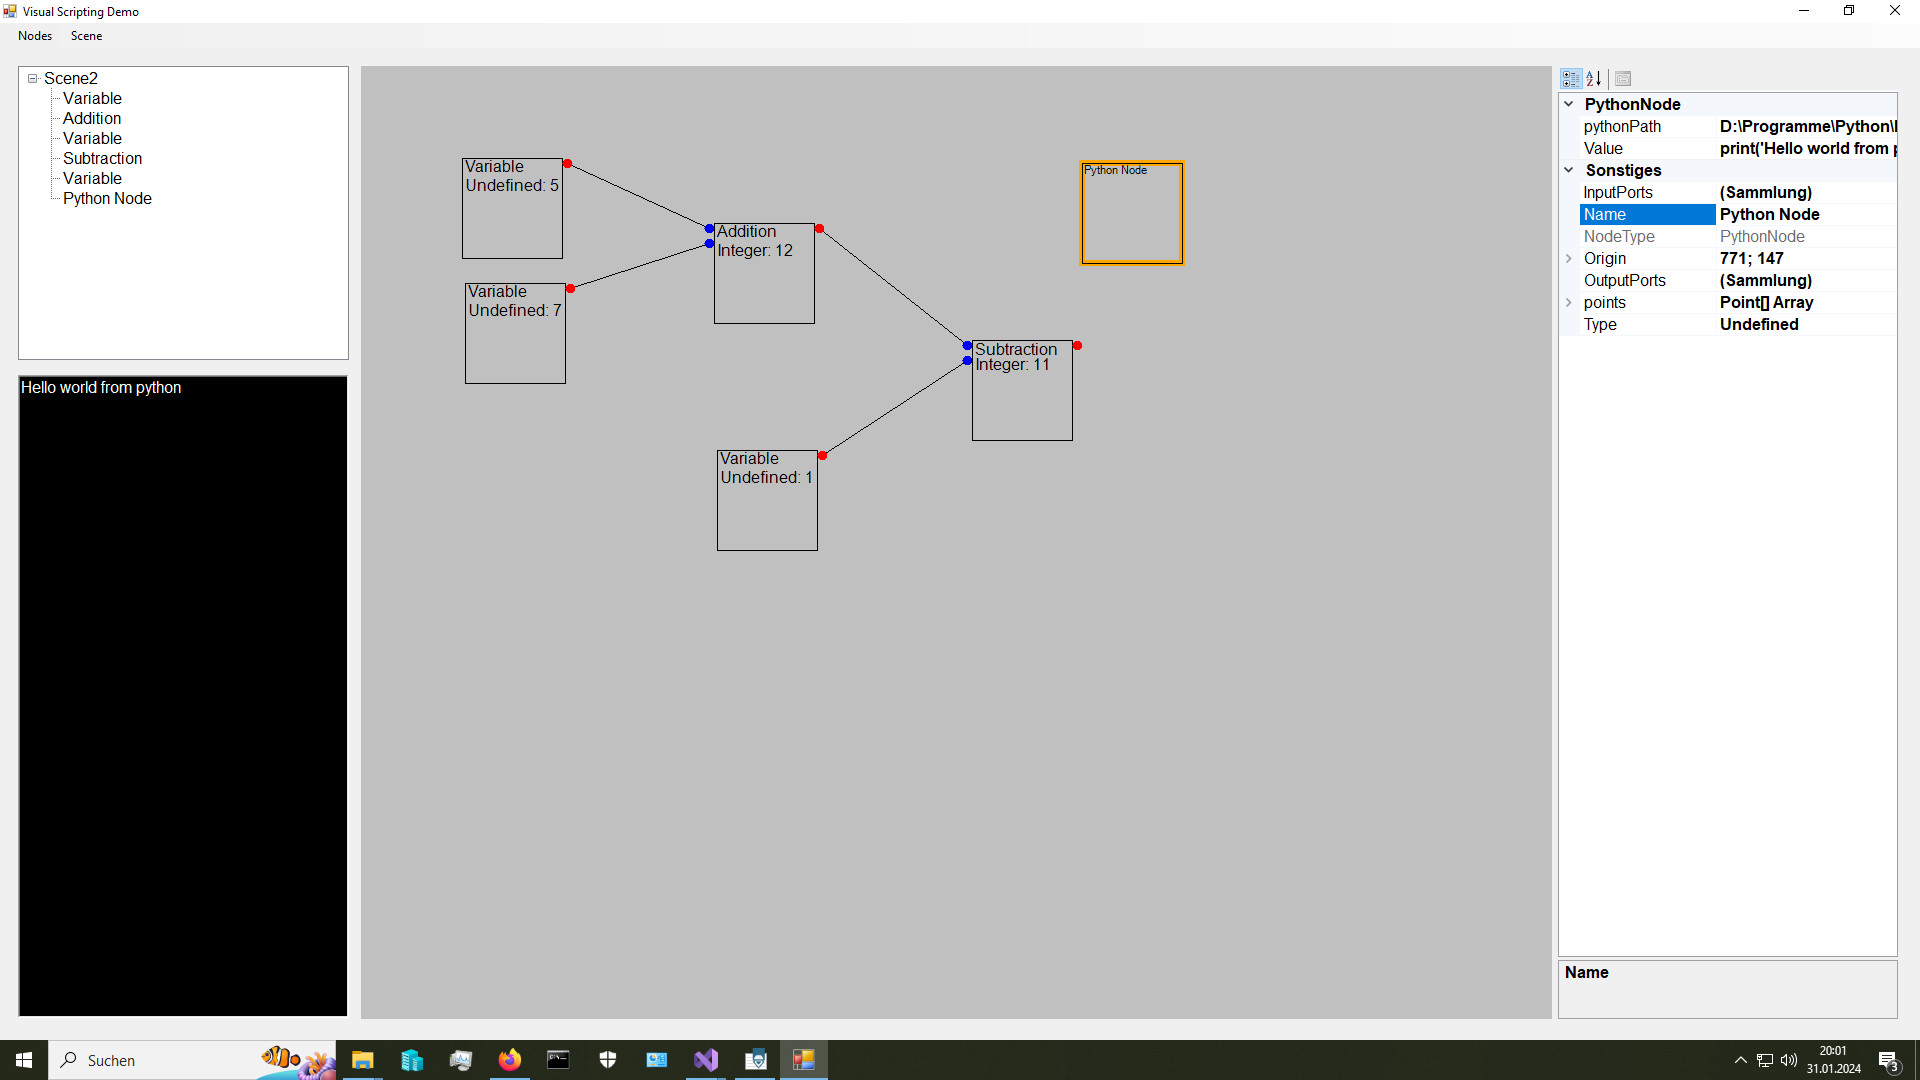 Visual Scripting Demo
Nodes Scene
Scene2
Variable
Addition
Variable
Subtraction
Variable
Python Node
Hello world from python
Variable
Undefined: 5
Variable
Undefined: 7
Addition
Integer: 12
Variable
Undefined: 1
Subtraction
Integer: 11
Python Node
PythonNode
pythonPath D:\Programme\Python\
Value print('Hello world from
Sonstiges
InputPorts (Sammlung)
Name Python Node
NodeType PythonNode
Origin 771; 147
OutputPorts (Sammlung)
points Point[] Array
Type Undefined
Name
Suchen
20:01
31.01.2024
3